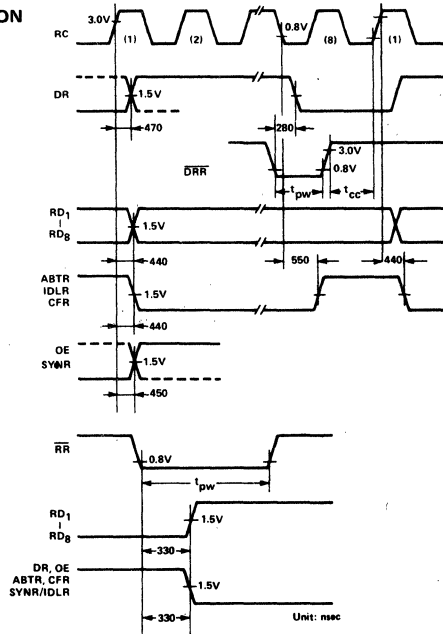 ON
RC
3.0V
(1)
(2)
0.8V
(8)
(1)
DR
1.5V
470
280
DRR
3.0V
0.8V
tpw
tcc
RD1
RD8
1.5V
440
550
440
ABTR
IDLR
CFR
1.5V
440
OE
SYNR
1.5V
450
RR
0.8V
tpw
RD1
RD8
1.5V
330
DR, OE
ABTR, CFR
SYNR/IDLR
1.5V
330
Unit: nsec